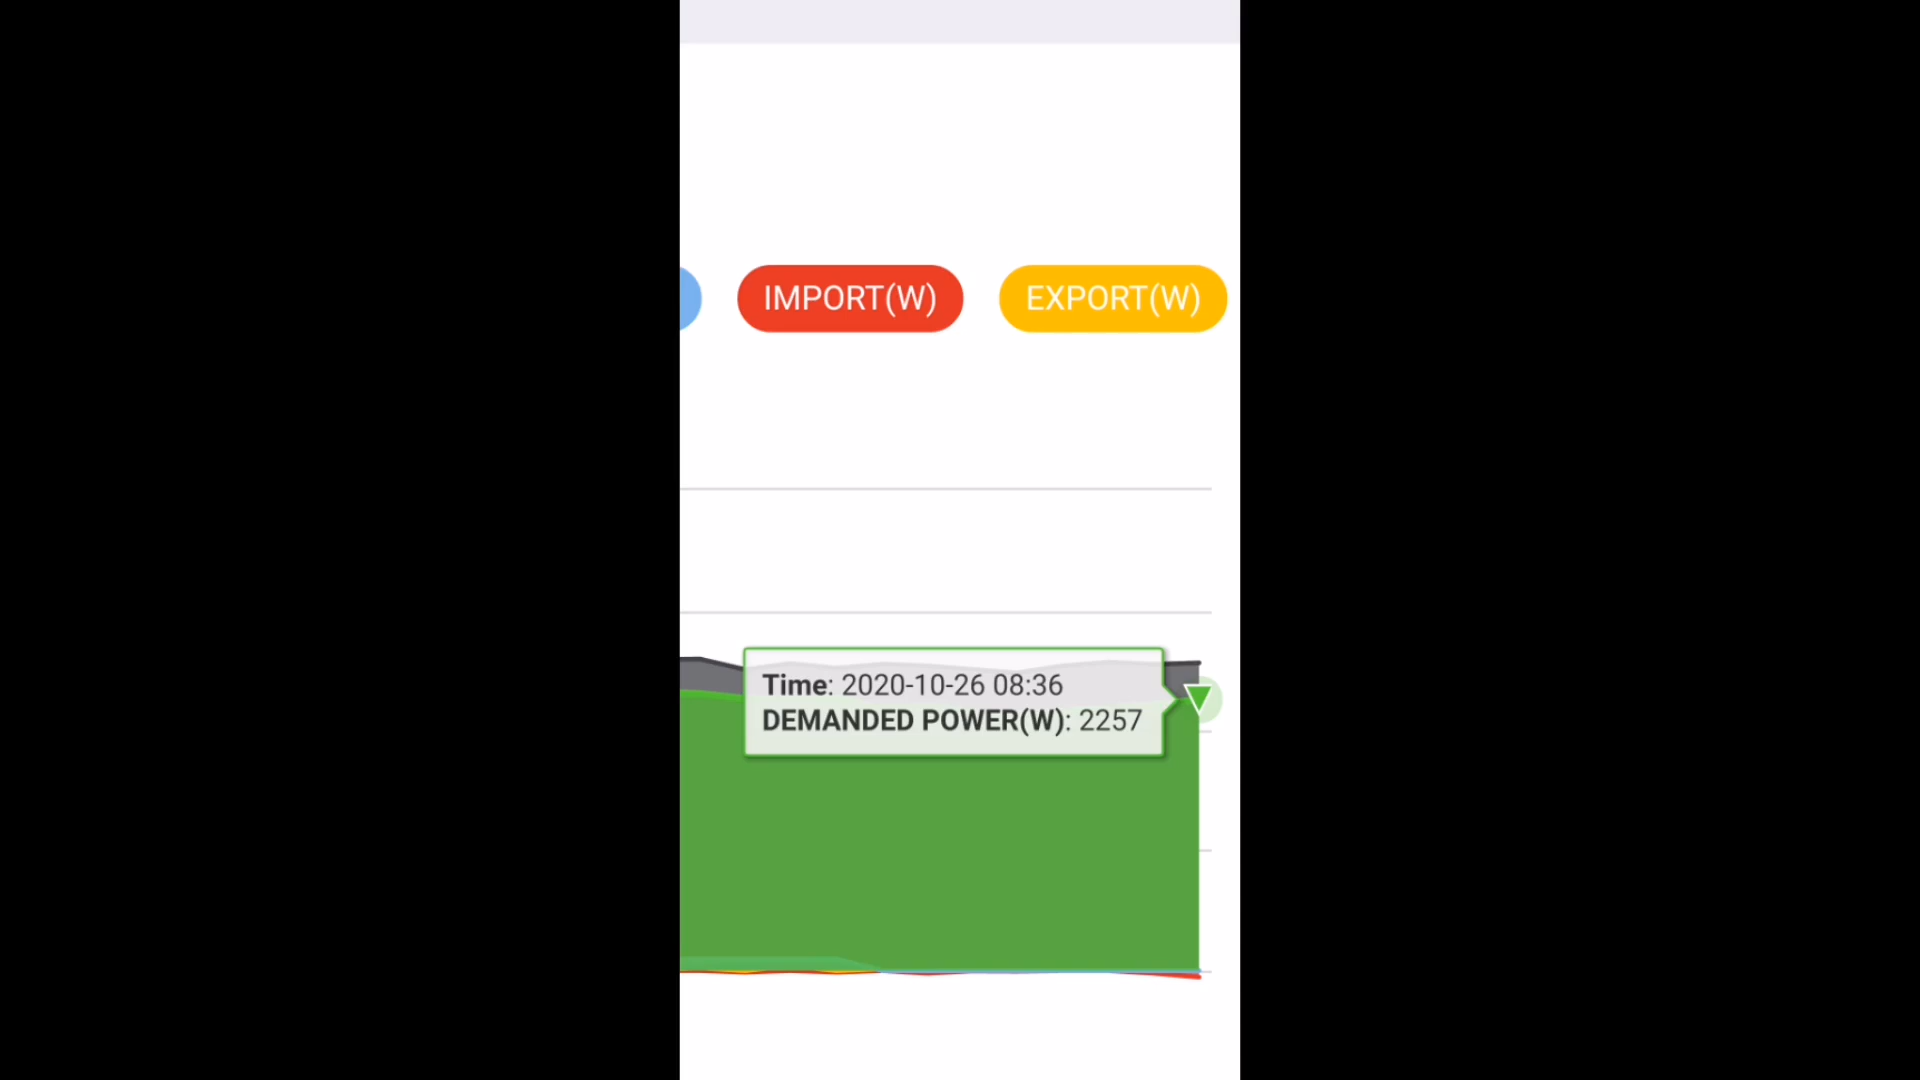 IMPORT(W) EXPORT(W)
Time: 2020-10-26 08:36
DEMANDED POWER(W): 2257